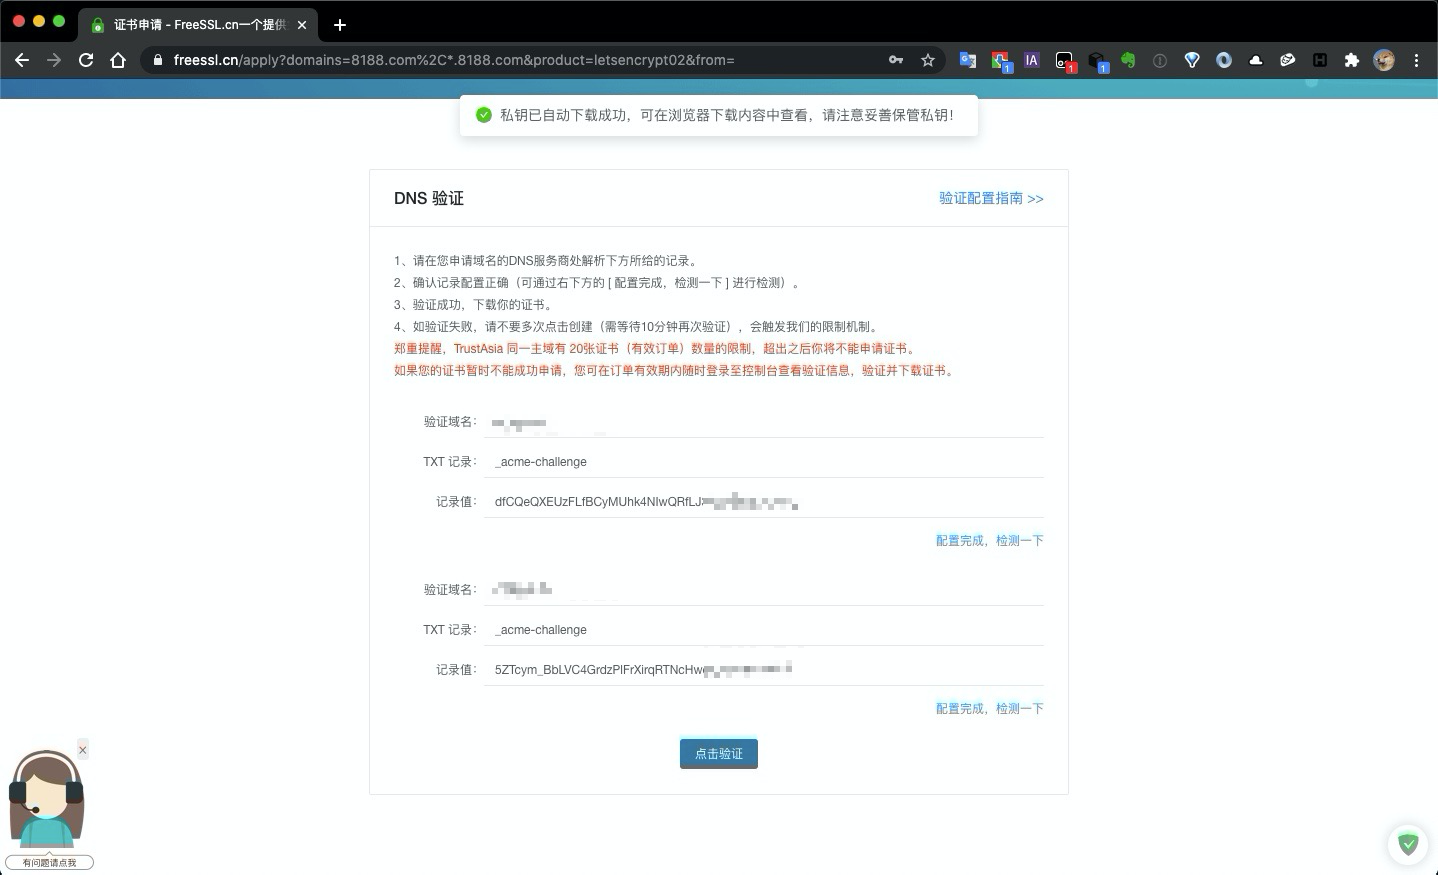 证书申请 - FreeSSL.cn一个提供
freessl.cn/apply?domains=8188.com%2C*.8188.com&product=letsencrypt02&from=
1
IA
1
1
H
私钥已自动下载成功，可在浏览器下载内容中查看，请注意妥善保管私钥！
DNS 验证
验证配置指南 >>
1、请在您申请域名的DNS服务商处解析下方所给的记录。
2、确认记录配置正确（可通过右下方的 [ 配置完成，检测一下 ] 进行检测）。
3、验证成功，下载你的证书。
4、如验证失败，请不要多次点击创建（需等待10分钟再次验证），会触发我们的限制机制。
郑重提醒，TrustAsia 同一主域有 20张证书（有效订单）数量的限制，超出之后你将不能申请证书。
如果您的证书暂时不能成功申请，您可在订单有效期内随时登录至控制台查看验证信息，验证并下载证书。
验证域名：
TXT 记录： _acme-challenge
记录值： dfCQeQXEUzFLfBCyMUhk4NIwQRfLJ
配置完成，检测一下
验证域名：
TXT 记录： _acme-challenge
记录值： 5ZTcym_BbLVC4GrdzPlFrXirqRTNcHw
配置完成，检测一下
点击验证
有问题请点我